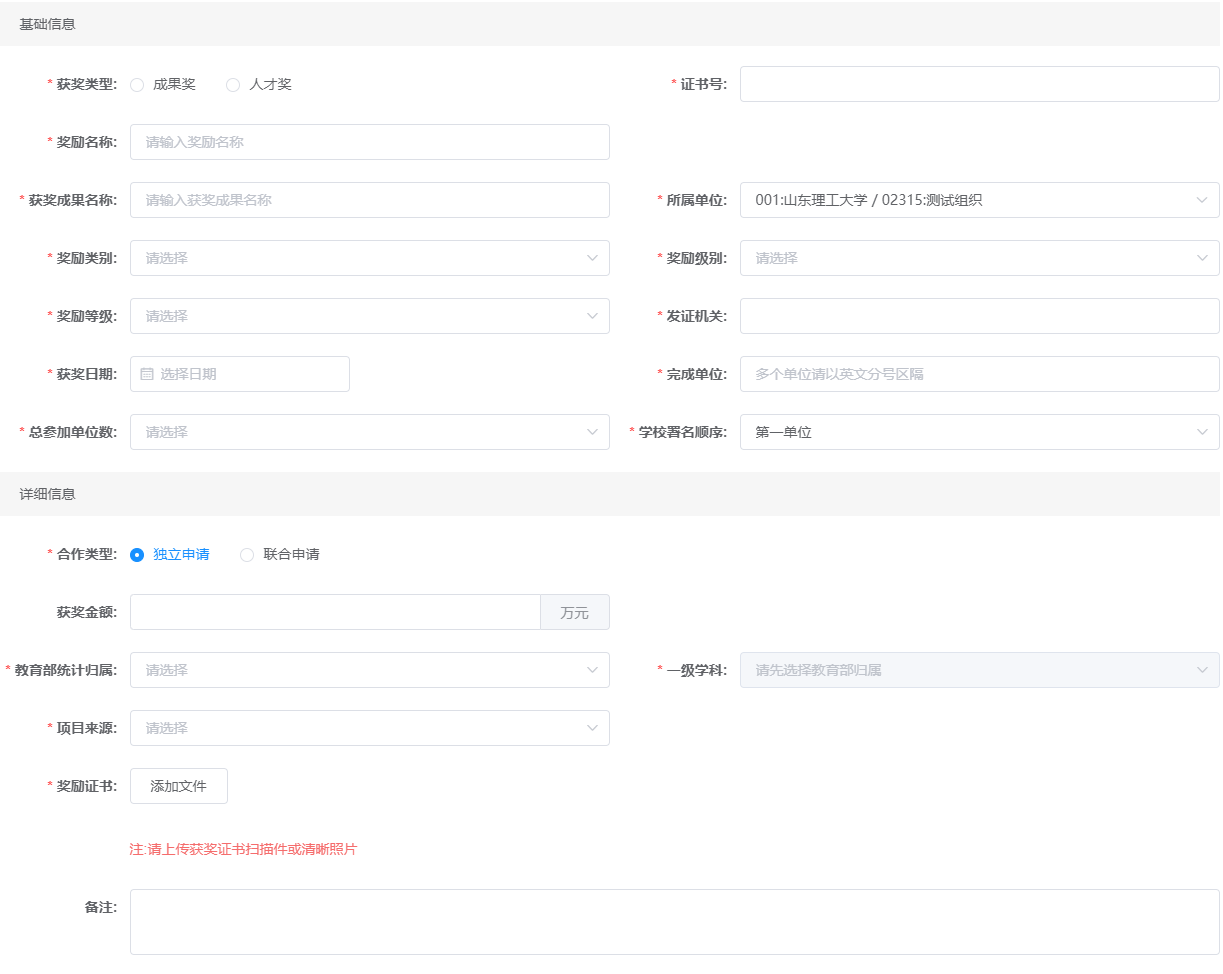 基础信息
* 获奖类型: 成果奖 人才奖 * 证书号:
* 奖励名称: 请输入奖励名称
* 获奖成果名称: 请输入获奖成果名称 * 所属单位: 001:山东理工大学 / 02315:测试组织
* 奖励类别: 请选择 * 奖励级别: 请选择
* 奖励等级: 请选择 * 发证机关:
* 获奖日期: 选择日期 * 完成单位: 多个单位请以英文分号区隔
* 总参加单位数: 请选择 * 学校署名顺序: 第一单位
详细信息
* 合作类型: 独立申请 联合申请
获奖金额: 万元
* 教育部统计归属: 请选择 * 一级学科: 请先选择教育部归属
* 项目来源: 请选择
* 奖励证书: 添加文件
注:请上传获奖证书扫描件或清晰照片
备注: